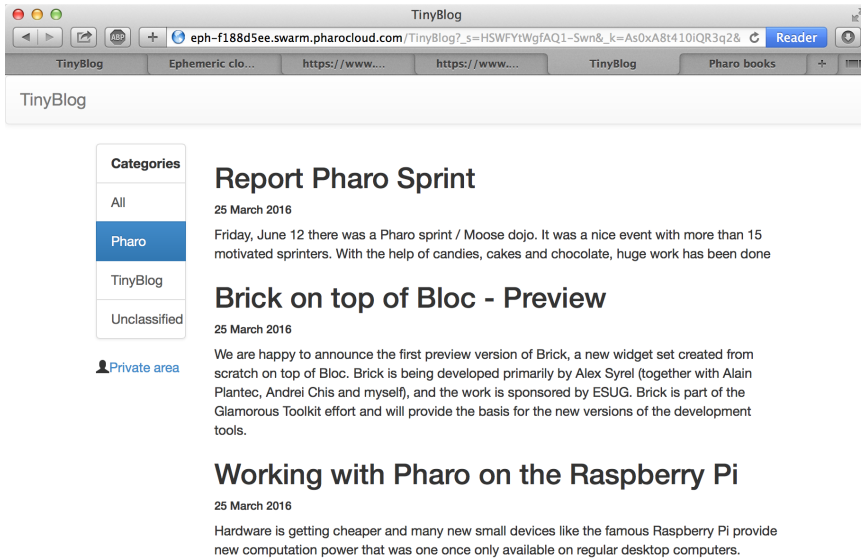 TinyBlog
ABP
eph-f188d5ee.swarm.pharocloud.com/TinyBlog?_s=HSWFYtWgfAQ1-Swn&_k=As0xA8t410iQR3q2& Reader
TinyBlog Ephemeric clo... https://www.... https://www.... TinyBlog Pharo books
TinyBlog
Categories
All
Pharo
TinyBlog
Unclassified
Private area
Report Pharo Sprint
25 March 2016
Friday, June 12 there was a Pharo sprint / Moose dojo. It was a nice event with more than 15
motivated sprinters. With the help of candies, cakes and chocolate, huge work has been done
Brick on top of Bloc - Preview
25 March 2016
We are happy to announce the first preview version of Brick, a new widget set created from
scratch on top of Bloc. Brick is being developed primarily by Alex Syrel (together with Alain
Plantec, Andrei Chis and myself), and the work is sponsored by ESUG. Brick is part of the
Glamorous Toolkit effort and will provide the basis for the new versions of the development
tools.
Working with Pharo on the Raspberry Pi
25 March 2016
Hardware is getting cheaper and many new small devices like the famous Raspberry Pi provide
new computation power that was one once only available on regular desktop computers.